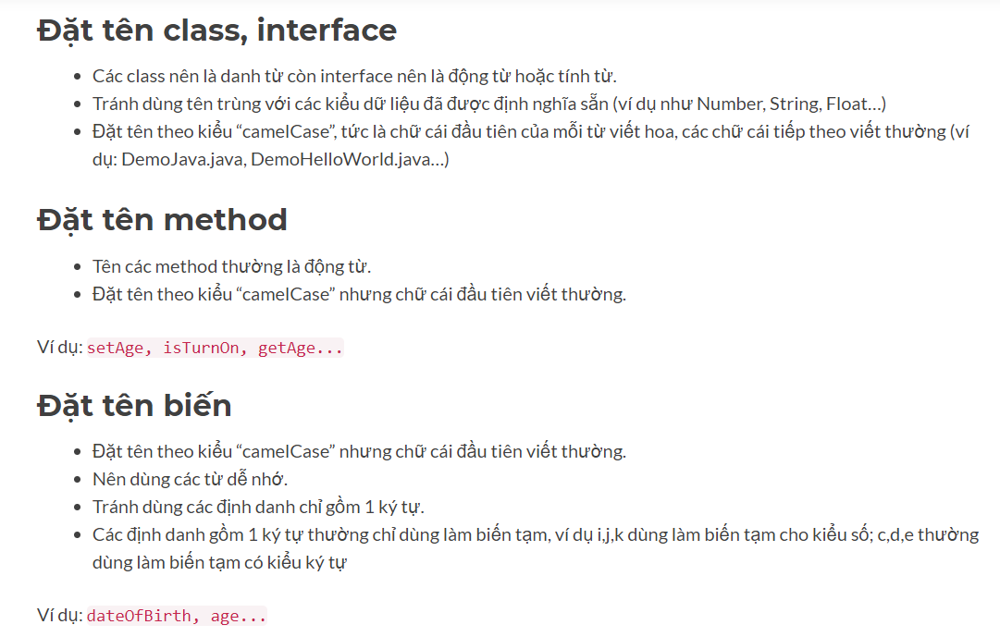 Đặt tên class, interface
• Các class nên là danh từ còn interface nên là động từ hoặc tính từ.
• Tránh dùng tên trùng với các kiểu dữ liệu đã được định nghĩa sẵn (ví dụ như Number, String, Float…)
• Đặt tên theo kiểu “camelCase”, tức là chữ cái đầu tiên của mỗi từ viết hoa, các chữ cái tiếp theo viết thường (ví
dụ: DemoJava.java, DemoHelloWorld.java…)
Đặt tên method
• Tên các method thường là động từ.
• Đặt tên theo kiểu “camelCase” nhưng chữ cái đầu tiên viết thường.
Ví dụ: setAge, isTurnOn, getAge...
Đặt tên biến
• Đặt tên theo kiểu “camelCase” nhưng chữ cái đầu tiên viết thường.
• Nên dùng các từ dễ nhớ.
• Tránh dùng các định danh chỉ gồm 1 ký tự.
• Các định danh gồm 1 ký tự thường chỉ dùng làm biến tạm, ví dụ i,j,k dùng làm biến tạm cho kiểu số; c,d,e thường
dùng làm biến tạm có kiểu ký tự
Ví dụ: dateOfBirth, age...